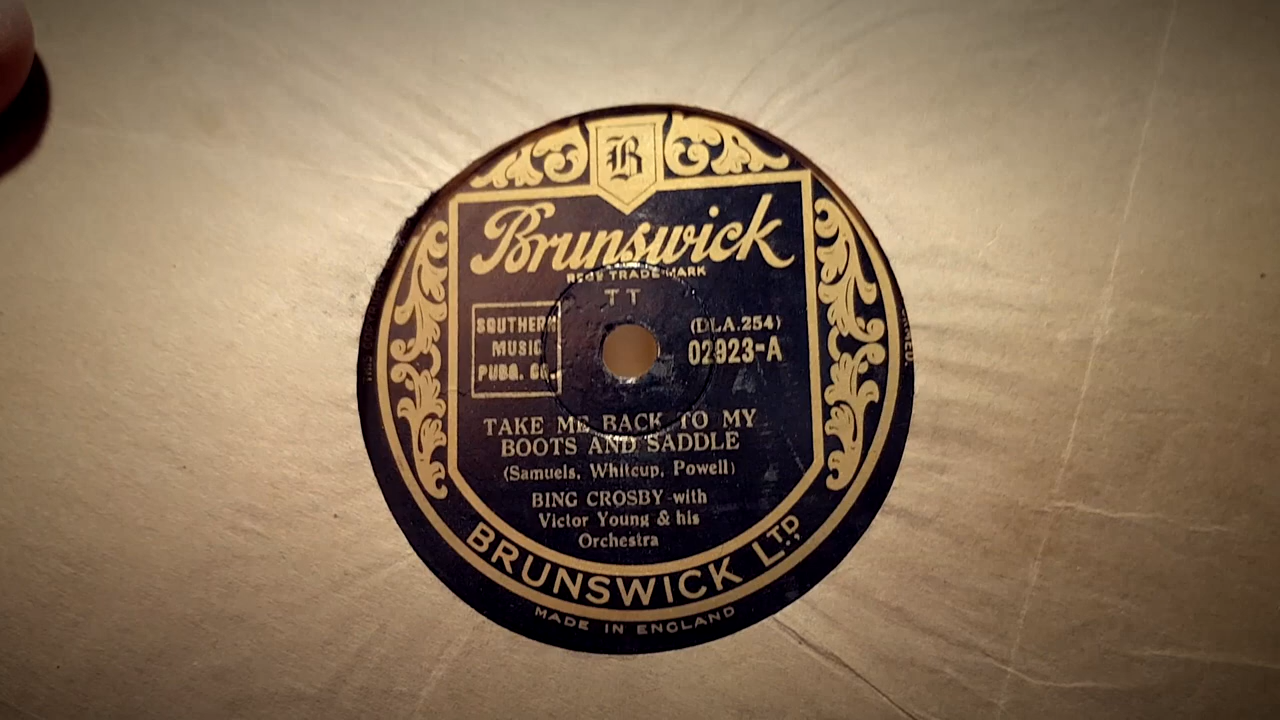 B
Brunswick
REGD TRADE MARK
TT
SOUTHERN
MUSIC
PUBG. CO.
(DLA.254)
02923-A
TAKE ME BACK TO MY
BOOTS AND SADDLE
(Samuels, Whitcup, Powell)
BING CROSBY with
Victor Young & his
Orchestra
BRUNSWICK LTD.,
MADE IN ENGLAND